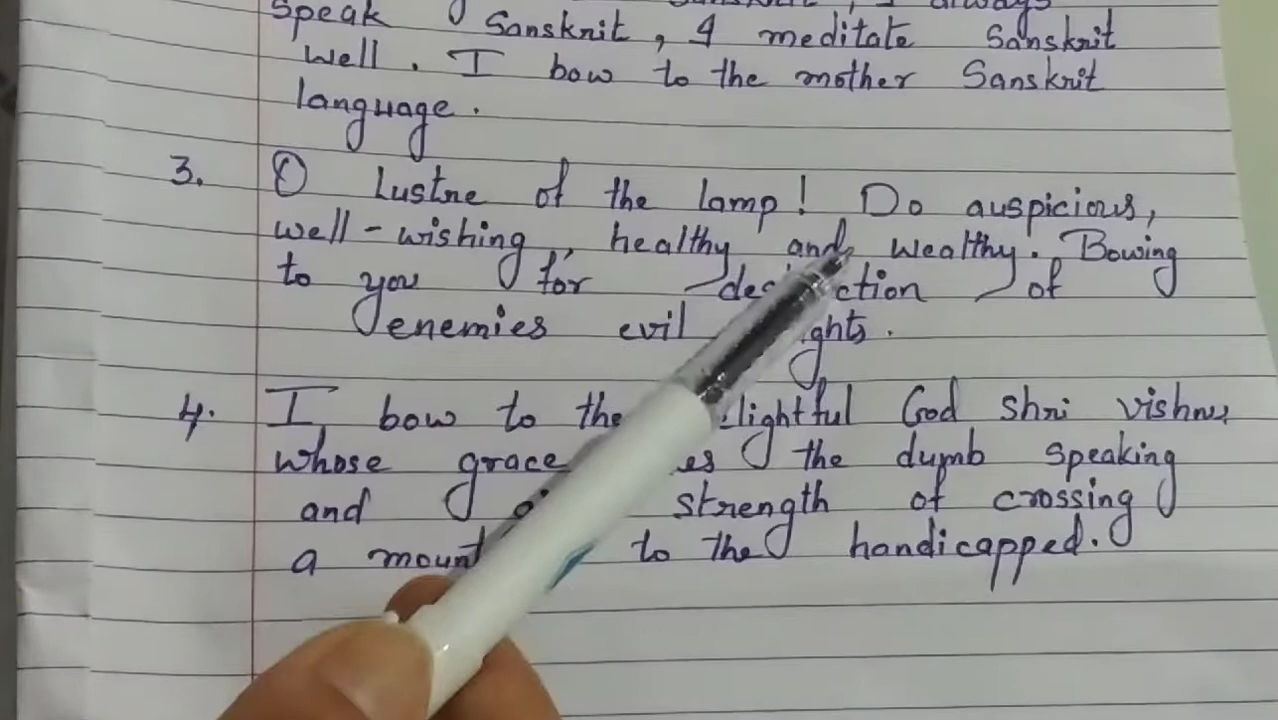 always
speak Sanskrit, I meditate Sanskrit
well. I bow to the mother Sanskrit
language.
3. O Lustre of the lamp! Do auspicious,
well-wishing, healthy and wealthy. Bowing
to you for of
enemies evil
4. I bow to the God Shri vishnu
whose grace the dumb speaking
and strength of crossing
a to the handicapped.